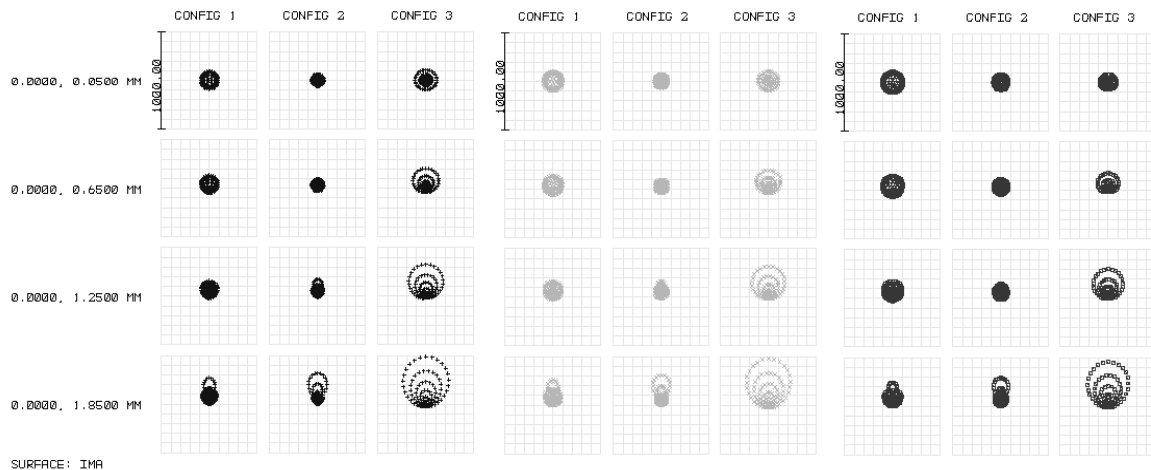 CONFIG 1 CONFIG 2 CONFIG 3 CONFIG 1 CONFIG 2 CONFIG 3 CONFIG 1 CONFIG 2 CONFIG 3
1000.00 1000.00 1000.00
0.0000, 0.0500 MM
0.0000, 0.6500 MM
0.0000, 1.2500 MM
0.0000, 1.8500 MM
SURFACE: IMA